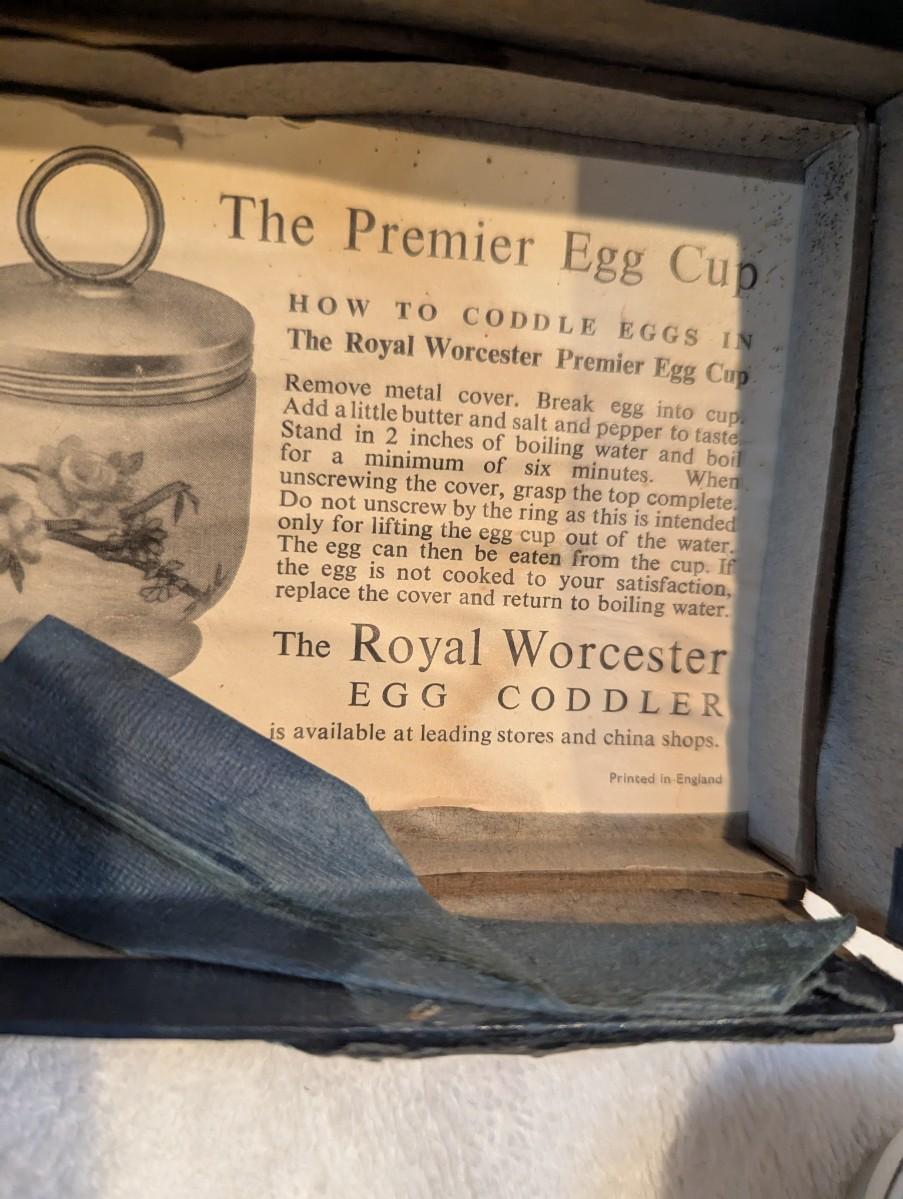 The Premier Egg Cup
HOW TO CODDLE EGGS IN
The Royal Worcester Premier Egg Cup
Remove metal cover. Break egg into cup.
Add a little butter and salt and pepper to taste.
Stand in 2 inches of boiling water and boil
for a minimum of six minutes. When
unscrewing the cover, grasp the top complete.
Do not unscrew by the ring as this is intended
only for lifting the egg cup out of the water.
The egg can then be eaten from the cup. If
the egg is not cooked to your satisfaction,
replace the cover and return to boiling water.
The Royal Worcester
EGG CODDLER
is available at leading stores and china shops.
Printed in England